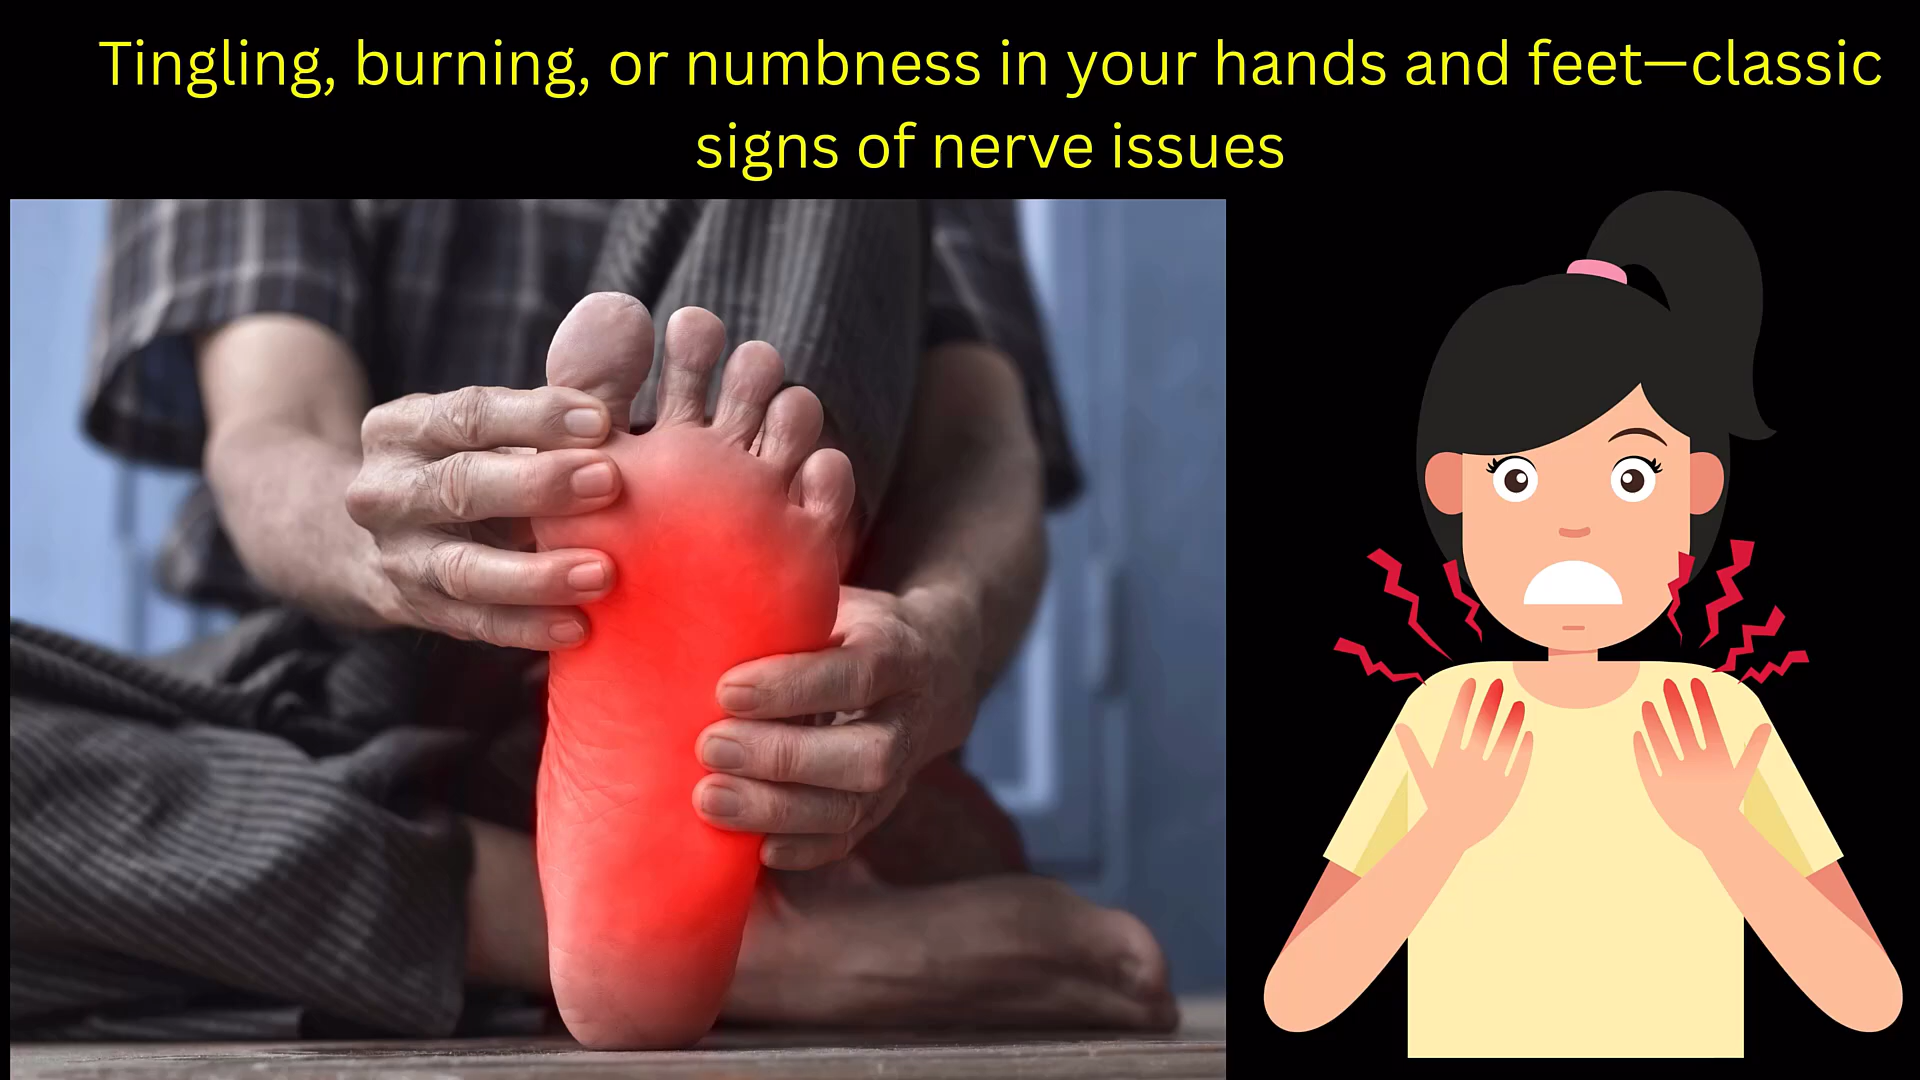 Tingling, burning, or numbness in your hands and feet—classic
signs of nerve issues